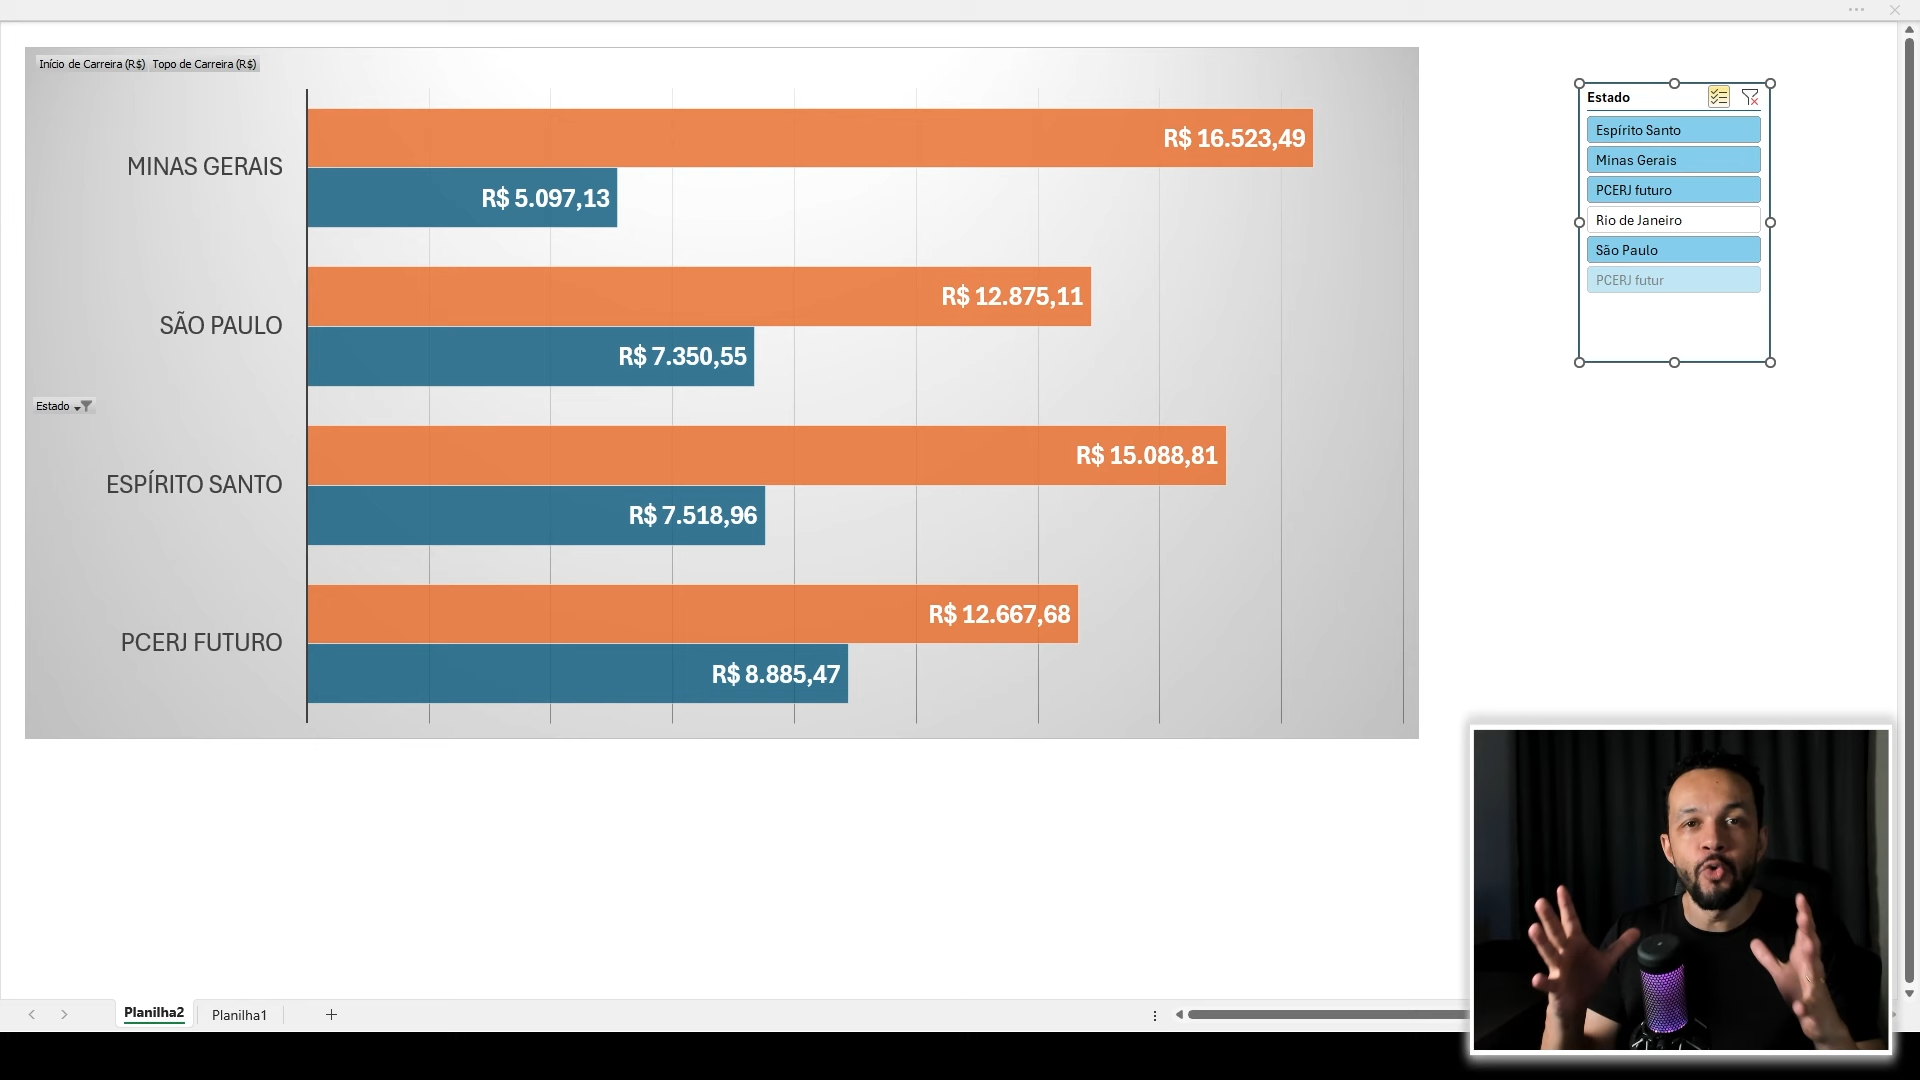 Início de Carreira (R$) Topo de Carreira (R$)
MINAS GERAIS
R$ 16.523,49
R$ 5.097,13
SÃO PAULO
R$ 12.875,11
R$ 7.350,55
Estado
ESPÍRITO SANTO
R$ 15.088,81
R$ 7.518,96
PCERJ FUTURO
R$ 12.667,68
R$ 8.885,47
Estado
Espírito Santo
Minas Gerais
PCERJ futuro
Rio de Janeiro
São Paulo
PCERJ futur
Planilha2 Planilha1